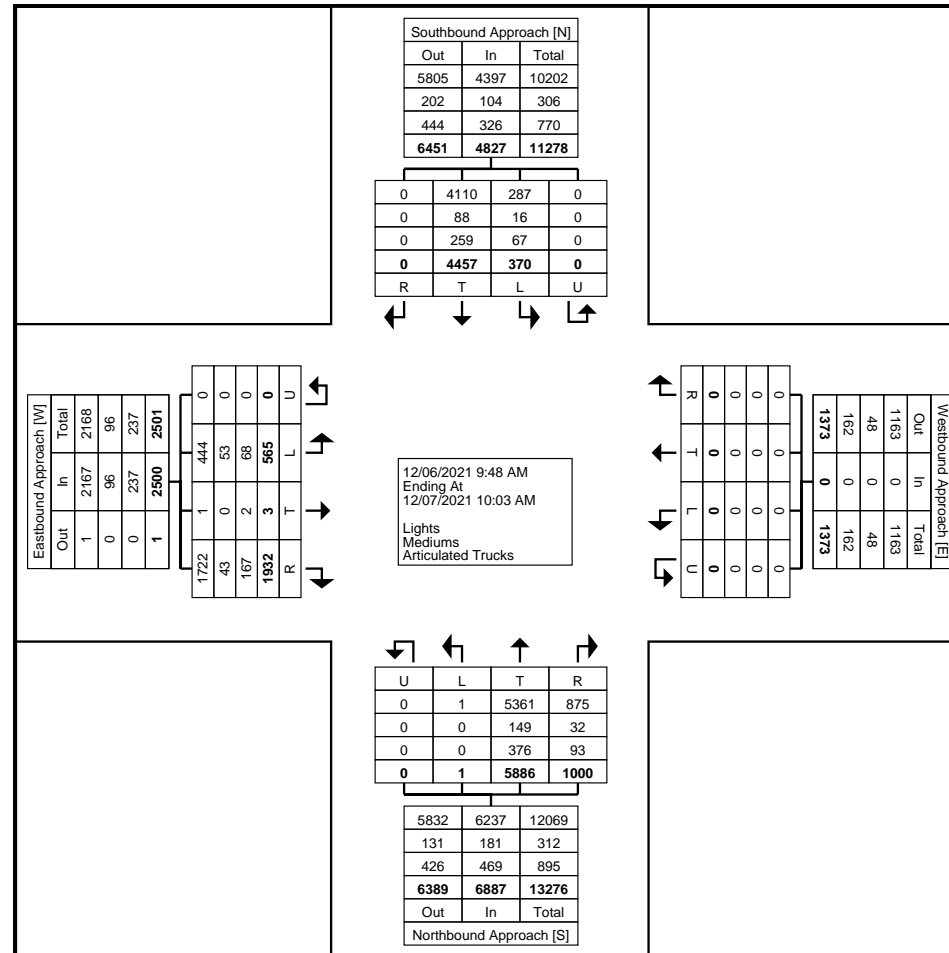 Southbound Approach [N]
Out In Total
5805 4397 10202
202 104 306
444 326 770
6451 4827 11278
0 4110 287 0
0 88 16 0
0 259 67 0
0 4457 370 0
R T L U
Eastbound Approach [W]
Total 2168 96 237 2501
In 2167 96 237 2500
Out 1 0 0 1
0 0 0 0 U
444 53 68 565 L
1 0 2 3 T
1722 43 167 1932 R
12/06/2021 9:48 AM
Ending At
12/07/2021 10:03 AM
Lights
Mediums
Articulated Trucks
R 0 0 0 0
T 0 0 0 0
L 0 0 0 0
U 0 0 0 0
Westbound Approach [E]
Out In Total
1163 0 1163
48 0 48
162 0 162
1373 0 1373
U L T R
0 1 5361 875
0 0 149 32
0 0 376 93
0 1 5886 1000
5832 6237 12069
131 181 312
426 469 895
6389 6887 13276
Out In Total
Northbound Approach [S]